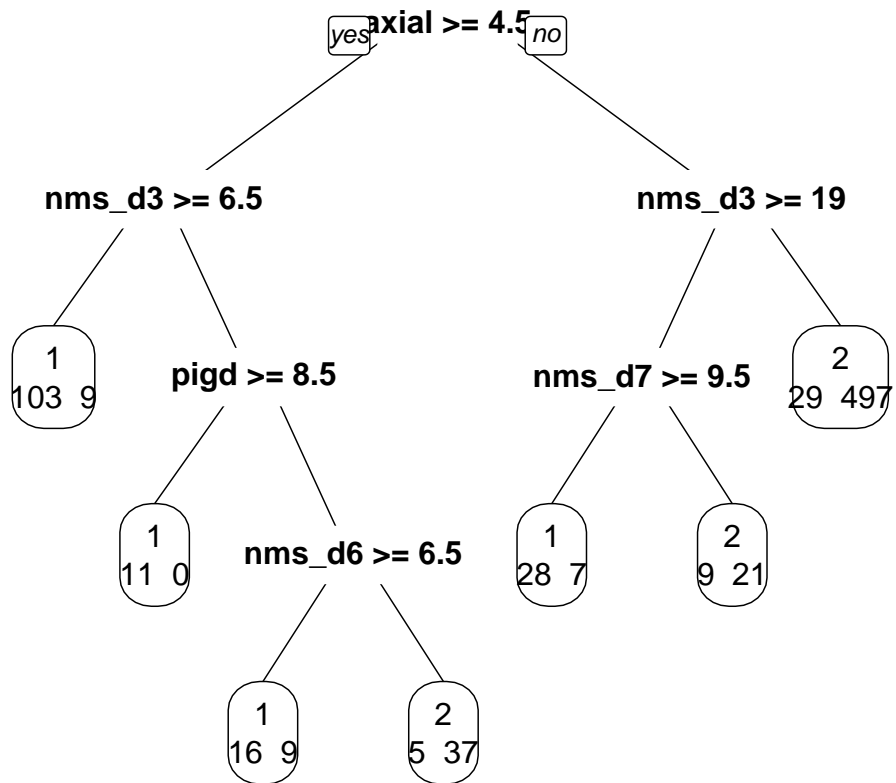 yes axial >= 4.5 no
nms_d3 >= 6.5 nms_d3 >= 19
1 pigd >= 8.5 nms_d7 >= 9.5 2
103 9 29 497
1 nms_d6 >= 6.5 1 2
11 0 28 7 9 21
1 2
16 9 5 37